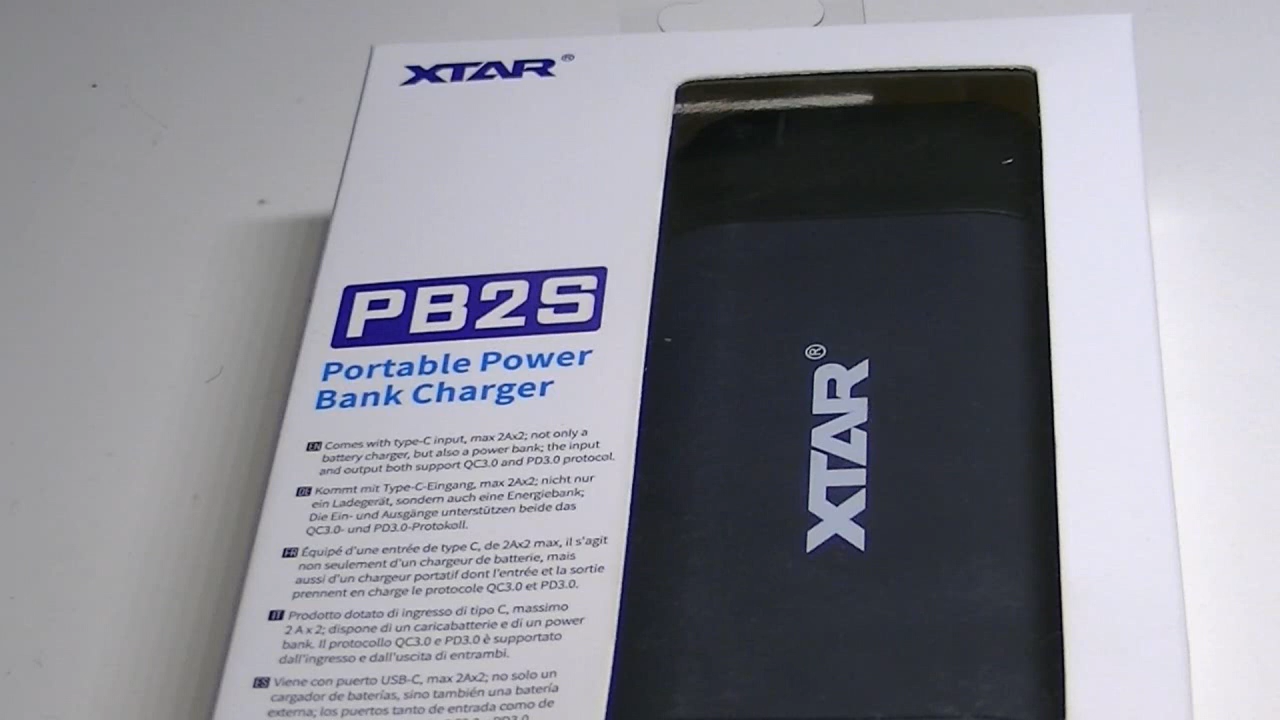 XTAR®
PB2S
Portable Power
Bank Charger
EN Comes with type-C input, max 2Ax2; not only a
battery charger, but also a power bank; the input
and output both support QC3.0 and PD3.0 protocol.
DE Kommt mit Type-C-Eingang, max 2Ax2; nicht nur
ein Ladegerät, sondern auch eine Energiebank;
Die Ein- und Ausgänge unterstützen beide das
QC3.0- und PD3.0-Protokoll.
FR Équipé d'une entrée de type C, de 2Ax2 max, il s'agit
non seulement d'un chargeur de batterie, mais
aussi d'un chargeur portatif dont l'entrée et la sortie
prennent en charge le protocole QC3.0 et PD3.0.
IT Prodotto dotato di ingresso di tipo C, massimo
2 A x 2; dispone di un caricabatterie e di un power
bank. Il protocollo QC3.0 e PD3.0 è supportato
dall'ingresso e dall'uscita di entrambi.
ES Viene con puerto USB-C, max 2Ax2; no solo un
cargador de baterías, sino también una batería
externa; los puertos tanto de entrada como de
XTAR®